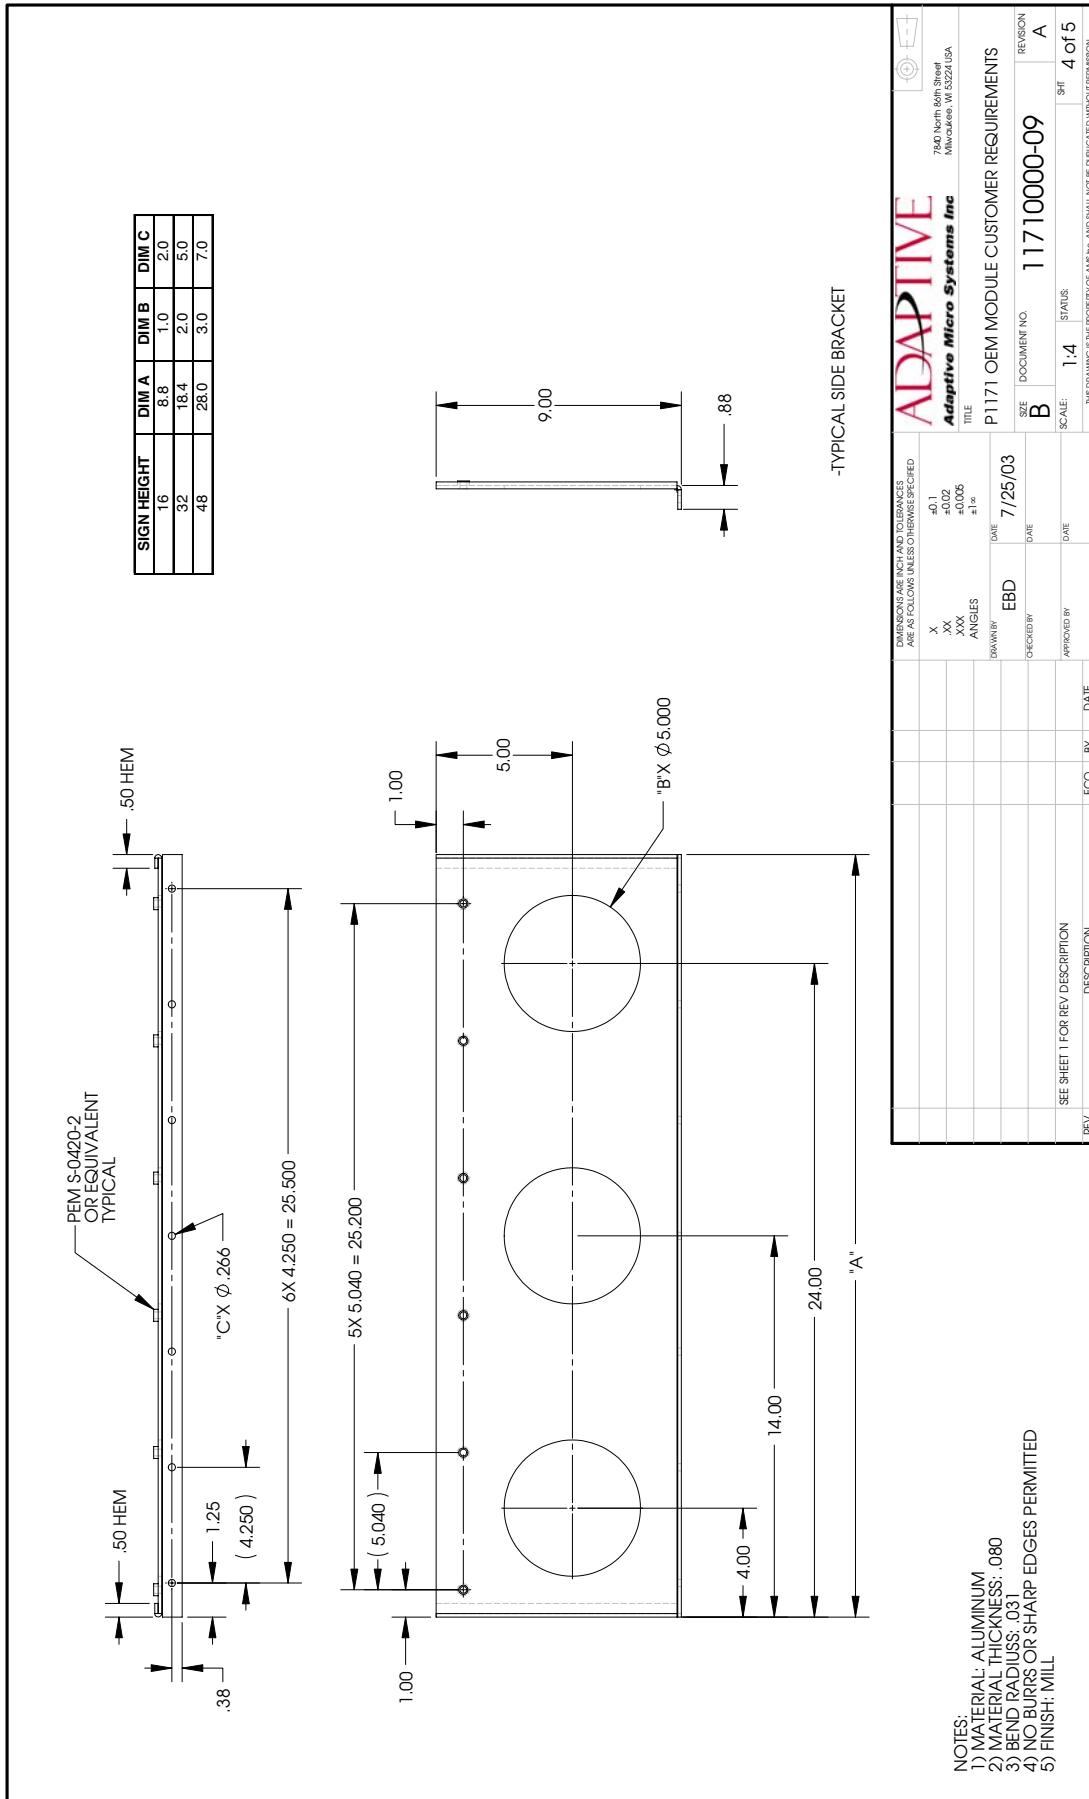 SIGN HEIGHT DIM A DIM B DIM C
16 8.8 1.0 2.0
32 18.4 2.0 5.0
48 28.0 3.0 7.0
.50 HEM
PEM S-0420-2
OR EQUIVALENT
TYPICAL
.50 HEM
.38
1.25
( 4.250 )
"C"X Ø .266
6X 4.250 = 25.500
1.00
( 5.040 )
5X 5.040 = 25.200
1.00
5.00
"B"X Ø 5.000
4.00
14.00
24.00
"A"
9.00
.88
-TYPICAL SIDE BRACKET
NOTES:
1) MATERIAL: ALUMINUM
2) MATERIAL THICKNESS: .080
3) BEND RADIUSS: .031
4) NO BURRS OR SHARP EDGES PERMITTED
5) FINISH: MILL
SEE SHEET 1 FOR REV DESCRIPTION
REV DESCRIPTION ECO BY DATE
DIMENSIONS ARE INCH AND TOLERANCES
ARE AS FOLLOWS UNLESS OTHERWISE SPECIFIED
.X ±0.1
.XX ±0.02
.XXX ±0.005
ANGLES ±1∞
DRAWN BY EBD DATE 7/25/03
CHECKED BY DATE
APPROVED BY DATE
ADAPTIVE
Adaptive Micro Systems Inc
7840 North 86th Street
Milwaukee, WI 53224 USA
TITLE
P1171 OEM MODULE CUSTOMER REQUIREMENTS
SIZE B DOCUMENT NO. 11710000-09 REVISION A
SCALE: 1:4 STATUS: SHT 4 of 5